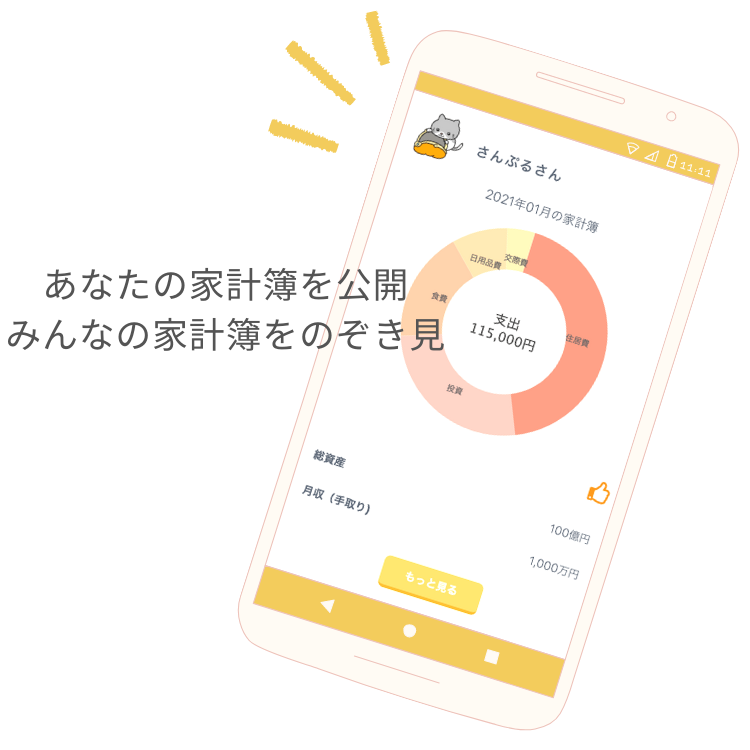 11:11
さんぷるさん
2021年01月の家計簿
あなたの家計簿を公開
みんなの家計簿をのぞき見
日用品費
交際費
食費
住居費
投資
支出
115,000円
総資産
100億円
月収（手取り）
1,000万円
もっと見る